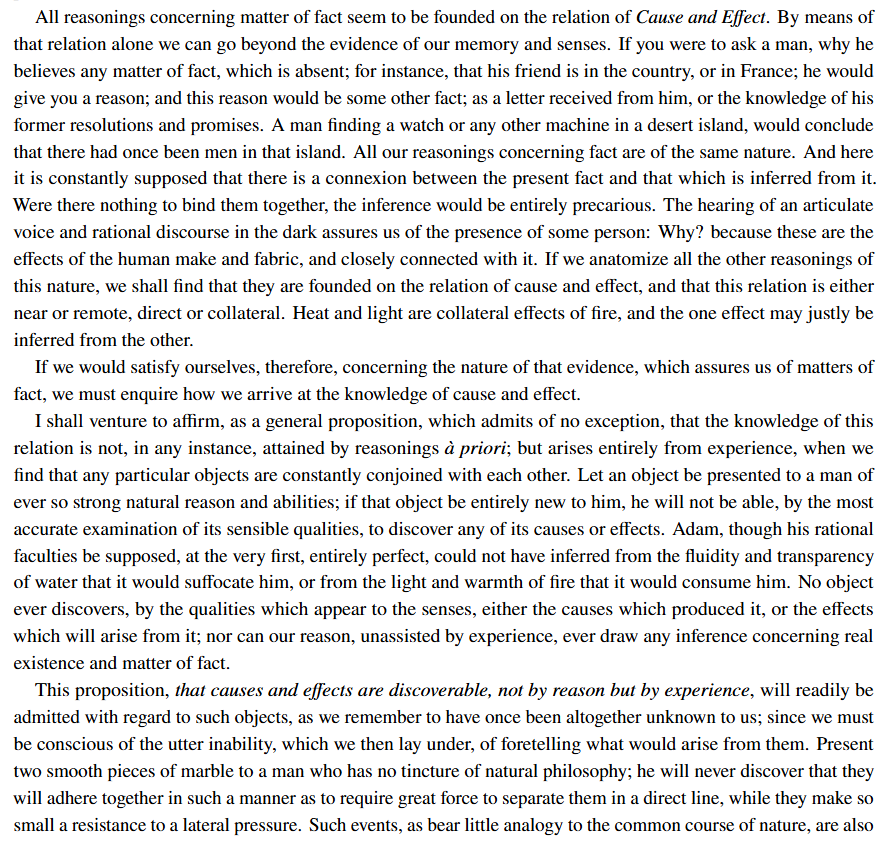 All reasonings concerning matter of fact seem to be founded on the relation of Cause and Effect. By means of
that relation alone we can go beyond the evidence of our memory and senses. If you were to ask a man, why he
believes any matter of fact, which is absent; for instance, that his friend is in the country, or in France; he would
give you a reason; and this reason would be some other fact; as a letter received from him, or the knowledge of his
former resolutions and promises. A man finding a watch or any other machine in a desert island, would conclude
that there had once been men in that island. All our reasonings concerning fact are of the same nature. And here
it is constantly supposed that there is a connexion between the present fact and that which is inferred from it.
Were there nothing to bind them together, the inference would be entirely precarious. The hearing of an articulate
voice and rational discourse in the dark assures us of the presence of some person: Why? because these are the
effects of the human make and fabric, and closely connected with it. If we anatomize all the other reasonings of
this nature, we shall find that they are founded on the relation of cause and effect, and that this relation is either
near or remote, direct or collateral. Heat and light are collateral effects of fire, and the one effect may justly be
inferred from the other.
If we would satisfy ourselves, therefore, concerning the nature of that evidence, which assures us of matters of
fact, we must enquire how we arrive at the knowledge of cause and effect.
I shall venture to affirm, as a general proposition, which admits of no exception, that the knowledge of this
relation is not, in any instance, attained by reasonings à priori; but arises entirely from experience, when we
find that any particular objects are constantly conjoined with each other. Let an object be presented to a man of
ever so strong natural reason and abilities; if that object be entirely new to him, he will not be able, by the most
accurate examination of its sensible qualities, to discover any of its causes or effects. Adam, though his rational
faculties be supposed, at the very first, entirely perfect, could not have inferred from the fluidity and transparency
of water that it would suffocate him, or from the light and warmth of fire that it would consume him. No object
ever discovers, by the qualities which appear to the senses, either the causes which produced it, or the effects
which will arise from it; nor can our reason, unassisted by experience, ever draw any inference concerning real
existence and matter of fact.
This proposition, that causes and effects are discoverable, not by reason but by experience, will readily be
admitted with regard to such objects, as we remember to have once been altogether unknown to us; since we must
be conscious of the utter inability, which we then lay under, of foretelling what would arise from them. Present
two smooth pieces of marble to a man who has no tincture of natural philosophy; he will never discover that they
will adhere together in such a manner as to require great force to separate them in a direct line, while they make so
small a resistance to a lateral pressure. Such events, as bear little analogy to the common course of nature, are also